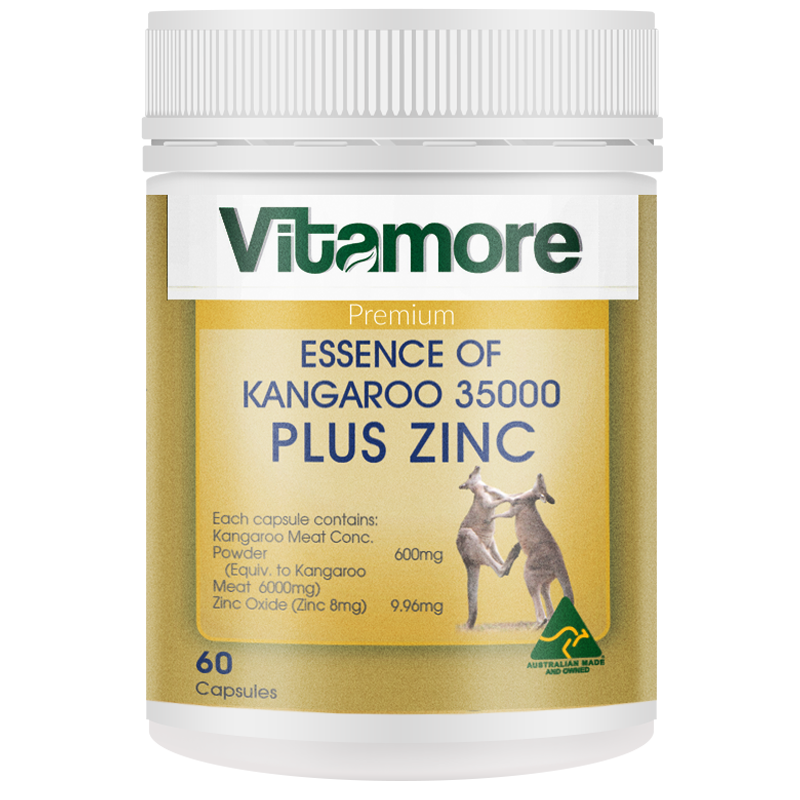 Vitamore
Premium
ESSENCE OF
KANGAROO 35000
PLUS ZINC
Each capsule contains:
Kangaroo Meat Conc.
Powder 600mg
(Equiv. to Kangaroo
Meat 6000mg)
Zinc Oxide (Zinc 8mg) 9.96mg
60
Capsules
AUSTRALIAN MADE
AND OWNED